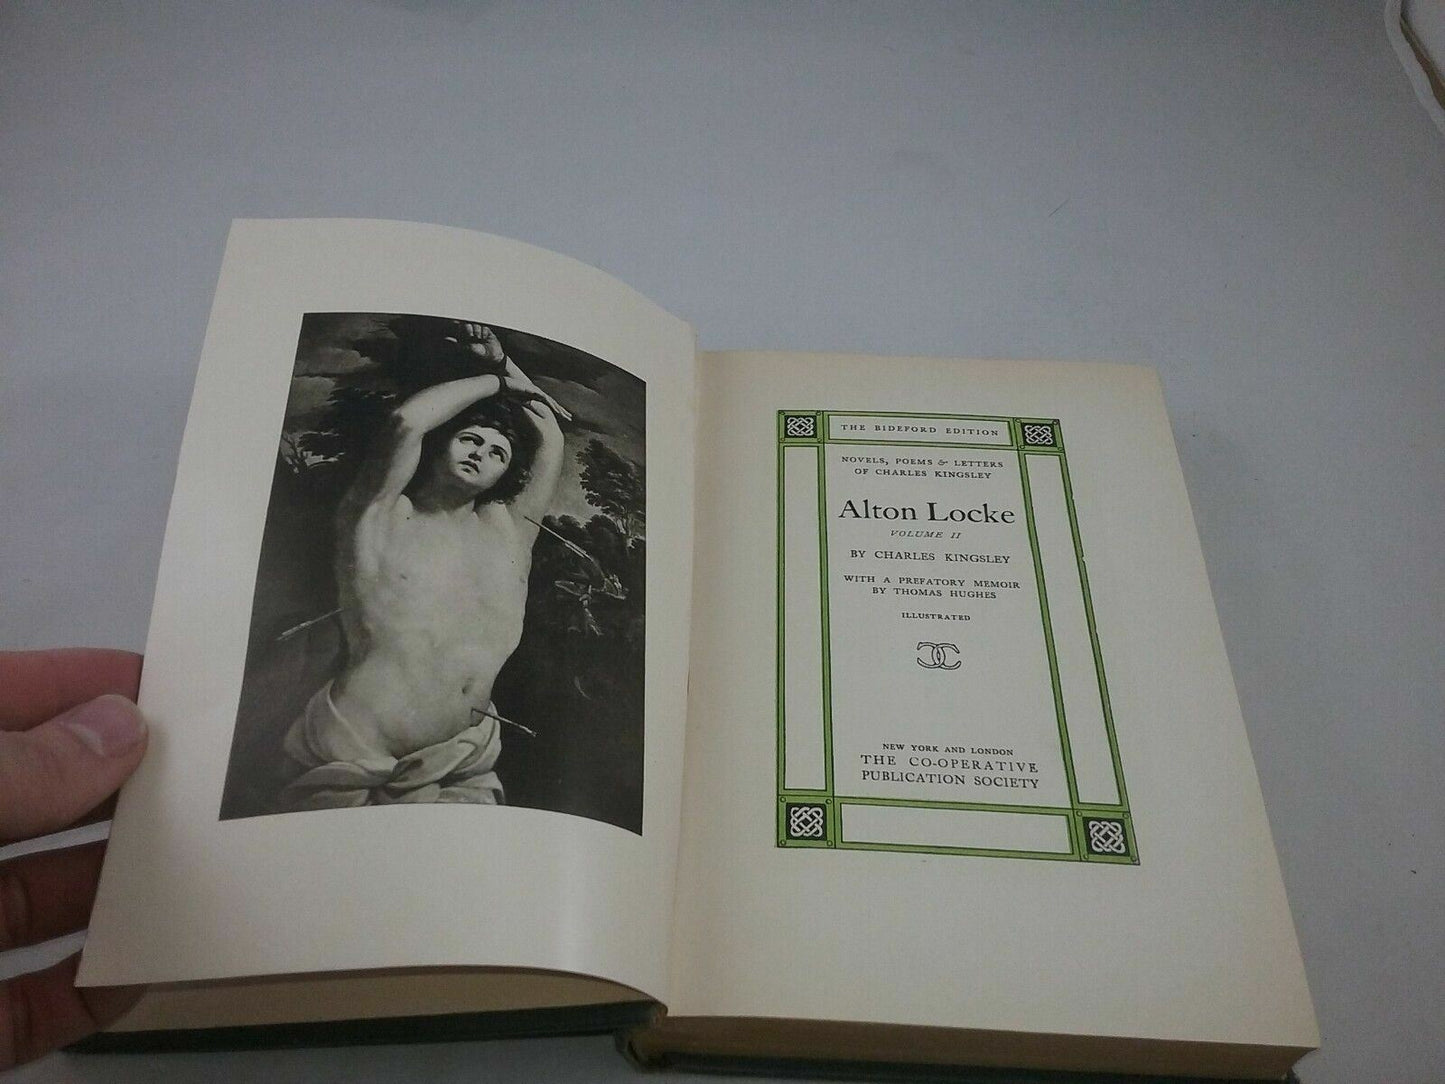 THE BIDEFORD EDITION
NOVELS, POEMS & LETTERS
OF CHARLES KINGSLEY
Alton Locke
VOLUME II
BY CHARLES KINGSLEY
WITH A PREFATORY MEMOIR
BY THOMAS HUGHES
ILLUSTRATED
NEW YORK AND LONDON
THE CO-OPERATIVE
PUBLICATION SOCIETY